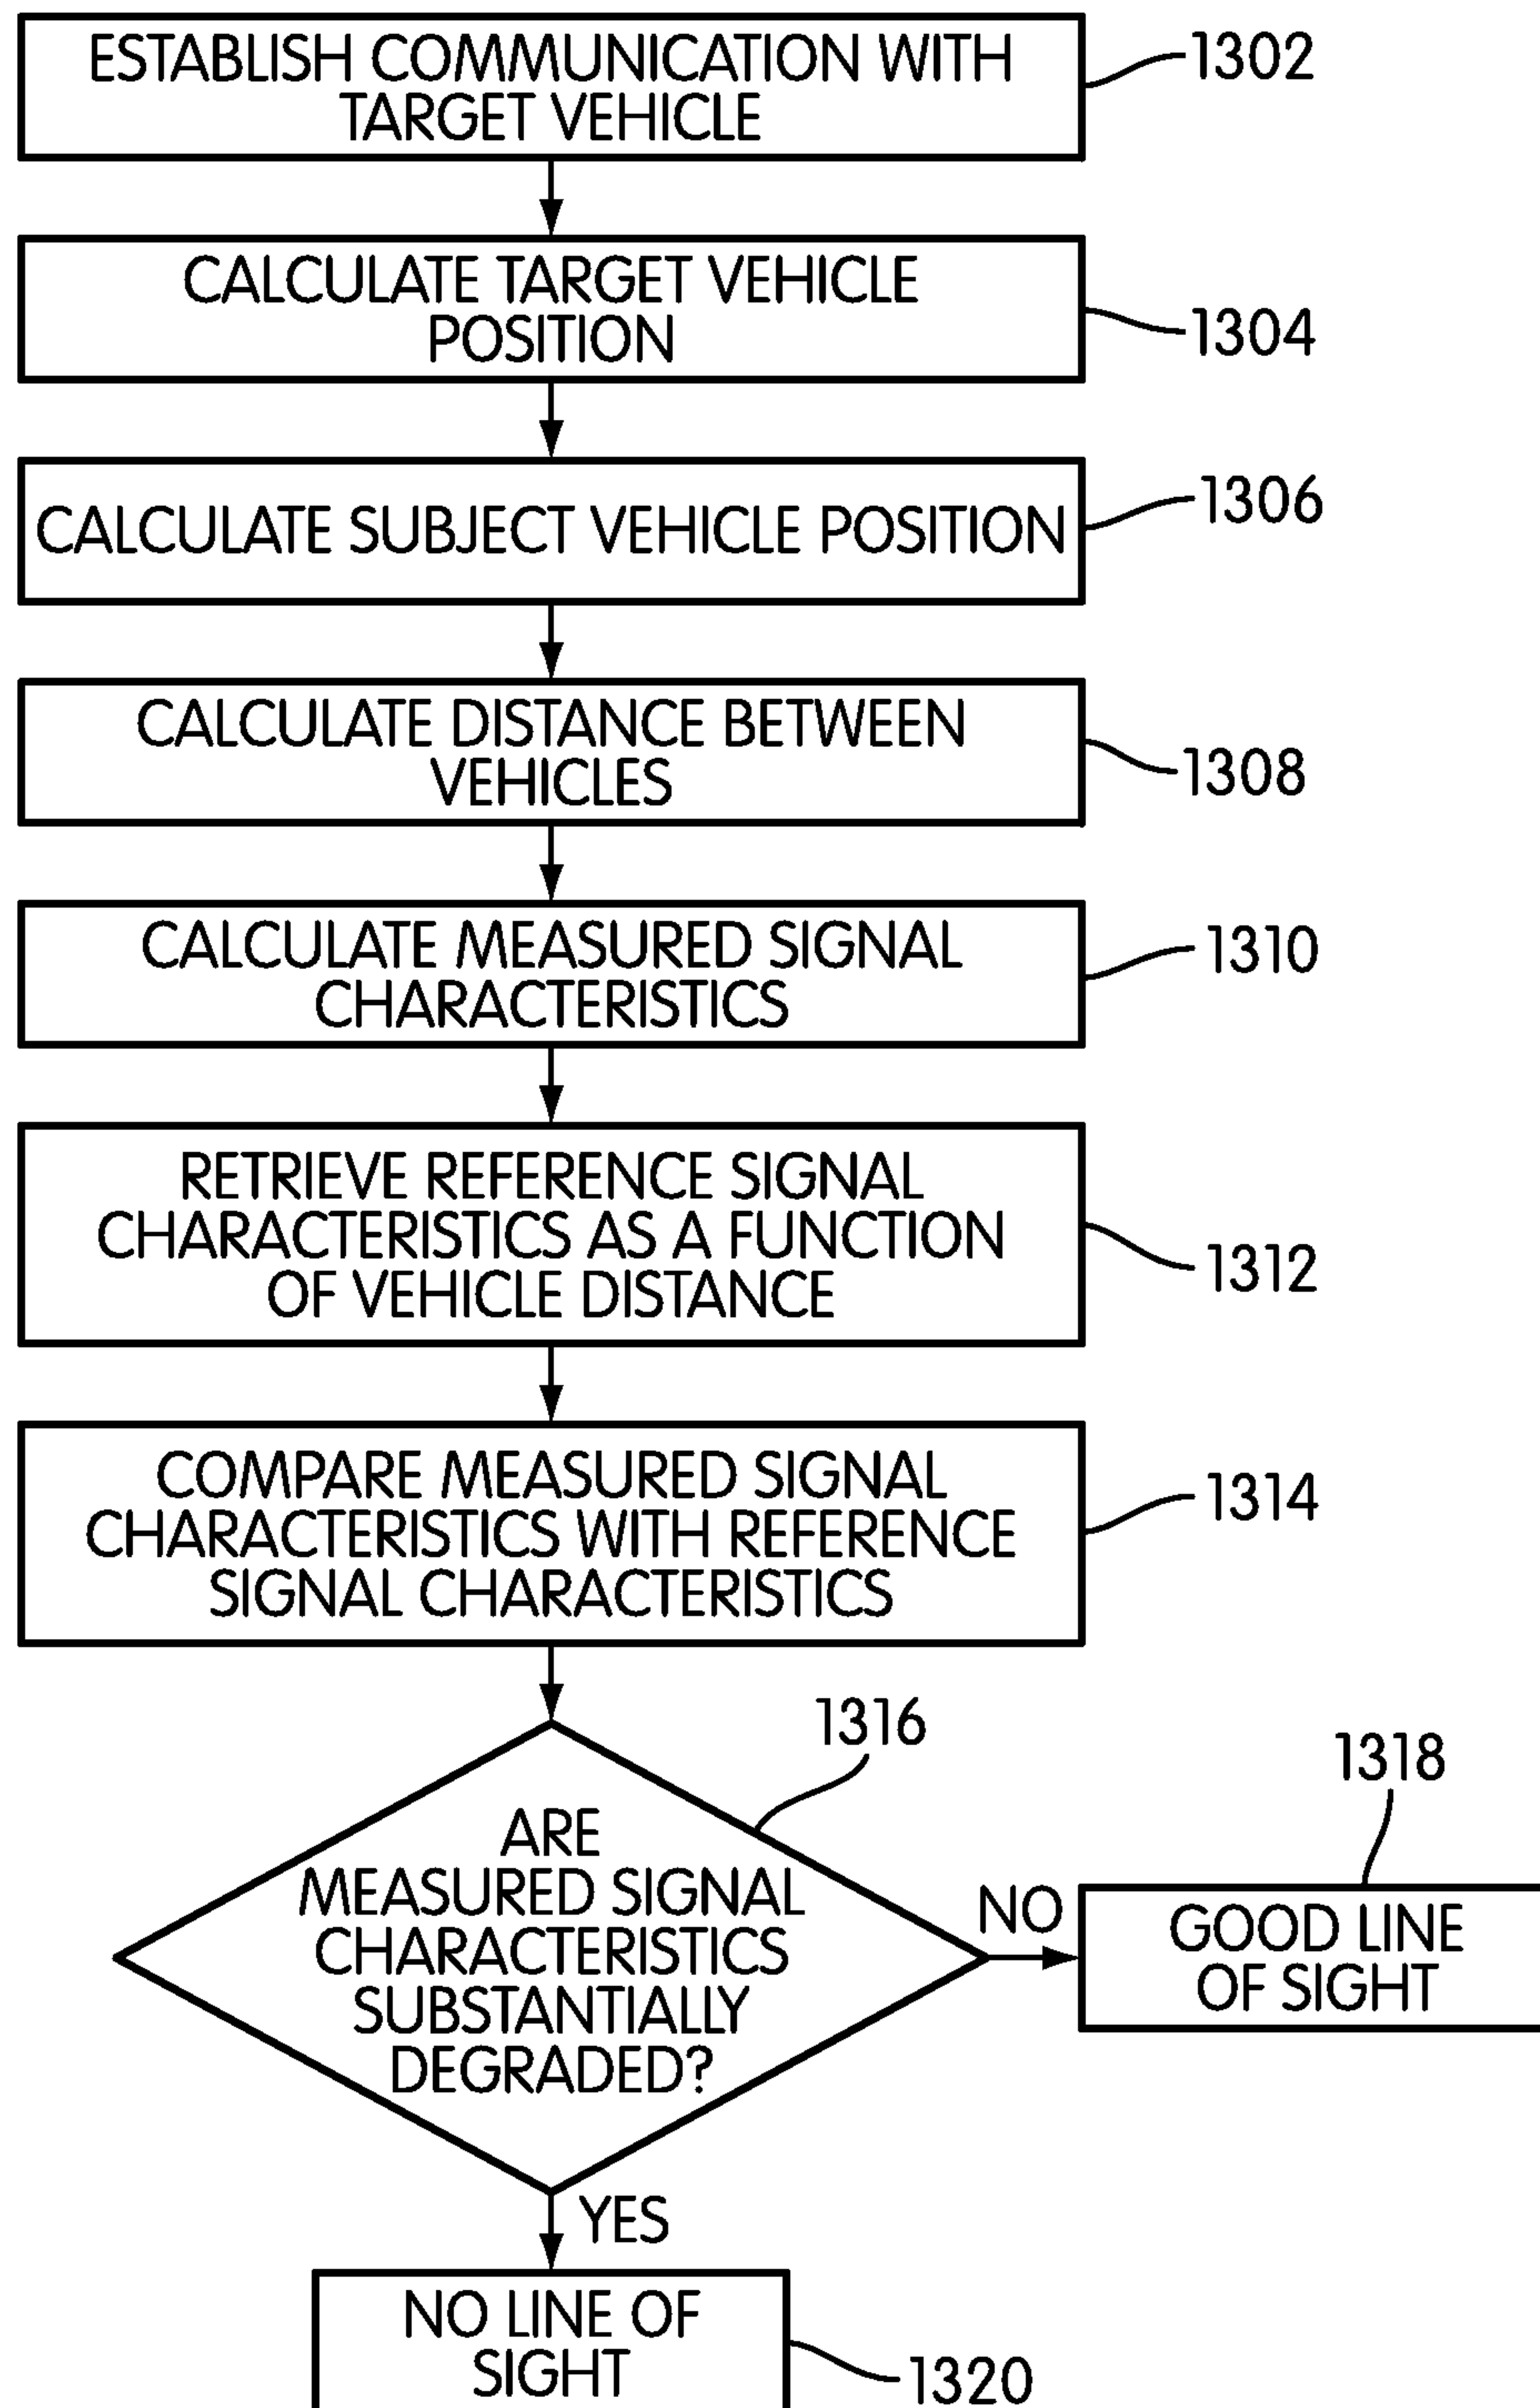 ESTABLISH COMMUNICATION WITH
TARGET VEHICLE
1302
CALCULATE TARGET VEHICLE
POSITION
1304
CALCULATE SUBJECT VEHICLE POSITION
1306
CALCULATE DISTANCE BETWEEN
VEHICLES
1308
CALCULATE MEASURED SIGNAL
CHARACTERISTICS
1310
RETRIEVE REFERENCE SIGNAL
CHARACTERISTICS AS A FUNCTION
OF VEHICLE DISTANCE
1312
COMPARE MEASURED SIGNAL
CHARACTERISTICS WITH REFERENCE
SIGNAL CHARACTERISTICS
1314
1316
ARE
MEASURED SIGNAL
CHARACTERISTICS
SUBSTANTIALLY
DEGRADED?
NO
1318
GOOD LINE
OF SIGHT
YES
NO LINE OF
SIGHT
1320